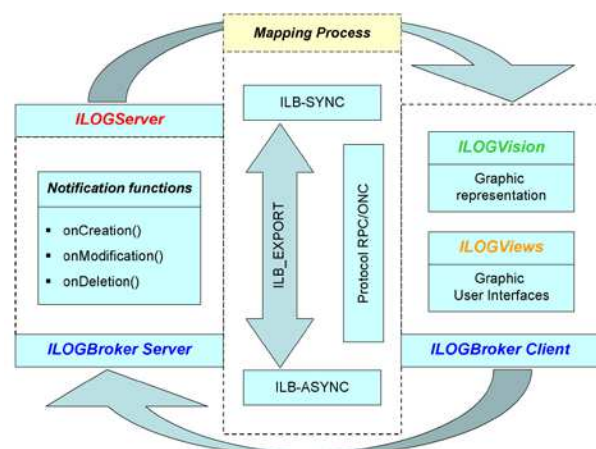 Mapping Process
ILOGServer
Notification functions
onCreation()
onModification()
onDeletion()
ILOGBroker Server
ILB-SYNC
ILB_EXPORT
Protocol RPC/ONC
ILB-ASYNC
ILOGVision
Graphic
representation
ILOGViews
Graphic
User Interfaces
ILOGBroker Client